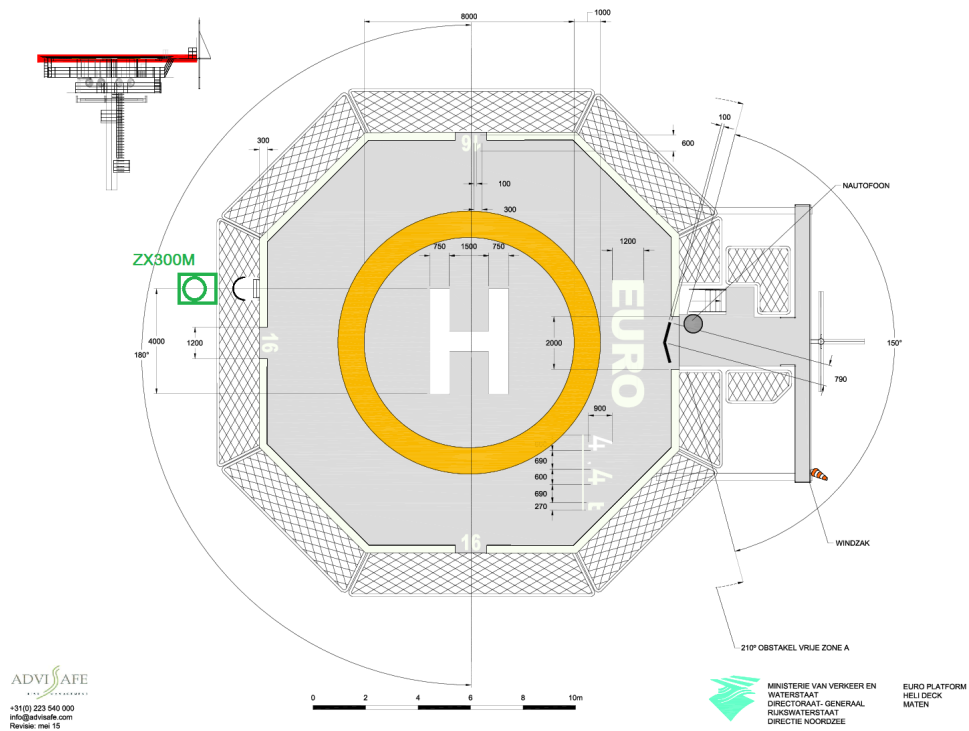 8000
1000
300
600
100
NAUTOFOON
100
300
ZX300M
750
1500
750
1200
4000
1200
180°
16
16
16
EURO
2000
150°
790
900
690
600
690
270
4.4t
WINDZAK
210° OBSTAKEL VRIJE ZONE A
ADVISAFE
+31(0) 223 540 000
info@advisafe.com
Revisie: mei 15
0 2 4 6 8 10m
MINISTERIE VAN VERKEER EN
WATERSTAAT
DIRECTORAAT- GENERAAL
RIJKSWATERSTAAT
DIRECTIE NOORDZEE
EURO PLATFORM
HELI DECK
MATEN